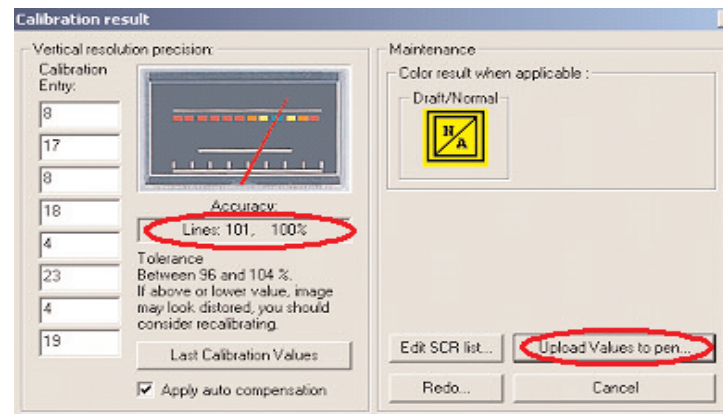 Calibration result
Vertical resolution precision:
Calibration
Entry:
8
17
8
18
4
23
4
19
Accuracy:
Lines: 101, 100%
Tolerance
Between 96 and 104 %.
If above or lower value, image
may look distored, you should
consider recalibrating.
Last Calibration Values
Apply auto compensation
Maintenance
Color result when applicable :
Draft/Normal
N
A
Edit SCR list...
Upload Values to pen...
Redo...
Cancel